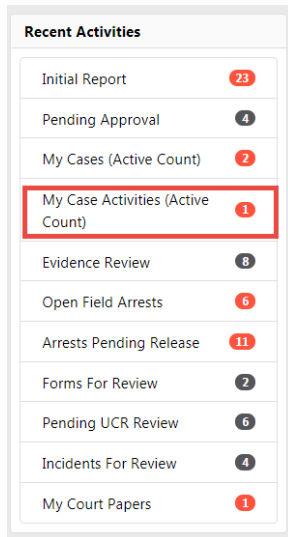 Recent Activities
Initial Report 23
Pending Approval 4
My Cases (Active Count) 2
My Case Activities (Active
Count) 1
Evidence Review 8
Open Field Arrests 6
Arrests Pending Release 11
Forms For Review 2
Pending UCR Review 6
Incidents For Review 4
My Court Papers 1